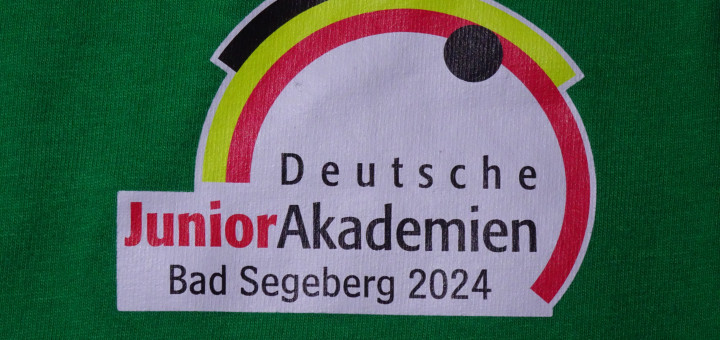 Deutsche
JuniorAkademien
Bad Segeberg 2024